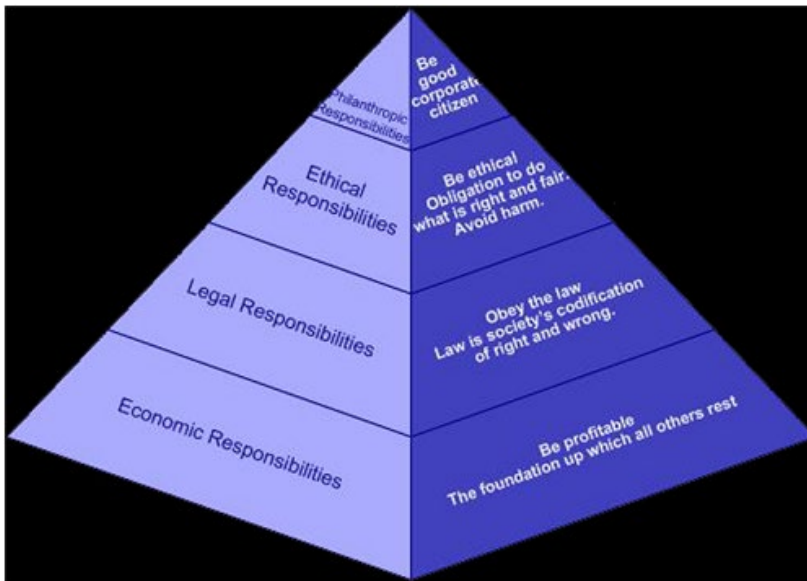 Philanthropic
Responsibilities
Be
good
corporate
citizen
Ethical
Responsibilities
Be ethical
Obligation to do
what is right and fair.
Avoid harm.
Legal Responsibilities
Obey the law
Law is society's codification
of right and wrong.
Economic Responsibilities
Be profitable
The foundation up which all others rest